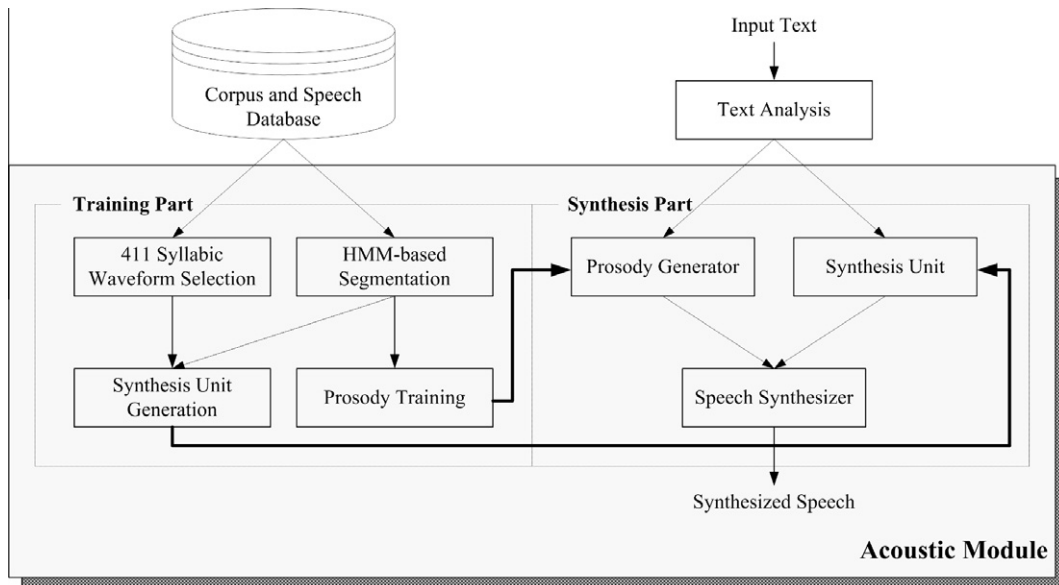 Input Text
Corpus and Speech
Database
Text Analysis
Training Part
Synthesis Part
411 Syllabic
Waveform Selection
HMM-based
Segmentation
Prosody Generator
Synthesis Unit
Synthesis Unit
Generation
Prosody Training
Speech Synthesizer
Synthesized Speech
Acoustic Module